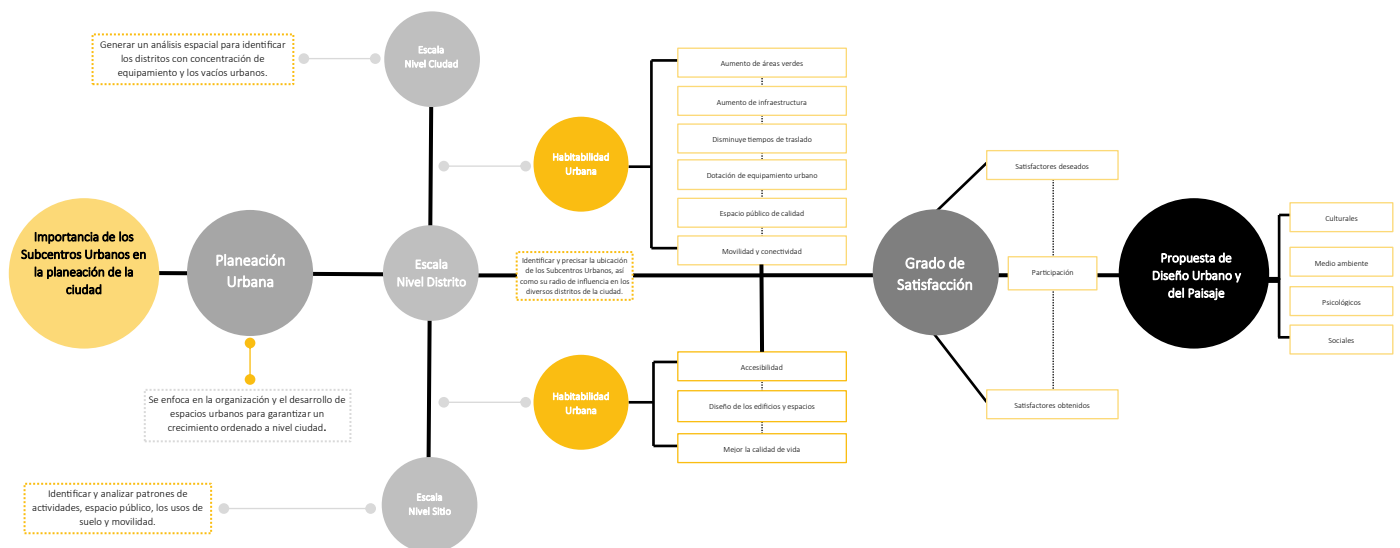 Generar un análisis espacial para identificar
los distritos con concentración de
equipamiento y los vacíos urbanos.
Escala
Nivel Ciudad
Importancia de los
Subcentros Urbanos en
la planeación de la
ciudad
Planeación
Urbana
Se enfoca en la organización y el desarrollo de
espacios urbanos para garantizar un
crecimiento ordenado a nivel ciudad.
Escala
Nivel Distrito
Identificar y precisar la ubicación
de los Subcentros Urbanos, así
como su radio de influencia en los
diversos distritos de la ciudad.
Identificar y analizar patrones de
actividades, espacio público, los usos de
suelo y movilidad.
Escala
Nivel Sitio
Habitabilidad
Urbana
Aumento de áreas verdes
Aumento de infraestructura
Disminuye tiempos de traslado
Dotación de equipamiento urbano
Espacio público de calidad
Movilidad y conectividad
Habitabilidad
Urbana
Accesibilidad
Diseño de los edificios y espacios
Mejor la calidad de vida
Grado de
Satisfacción
Satisfactores deseados
Participación
Satisfactores obtenidos
Propuesta de
Diseño Urbano y
del Paisaje
Culturales
Medio ambiente
Psicológicos
Sociales